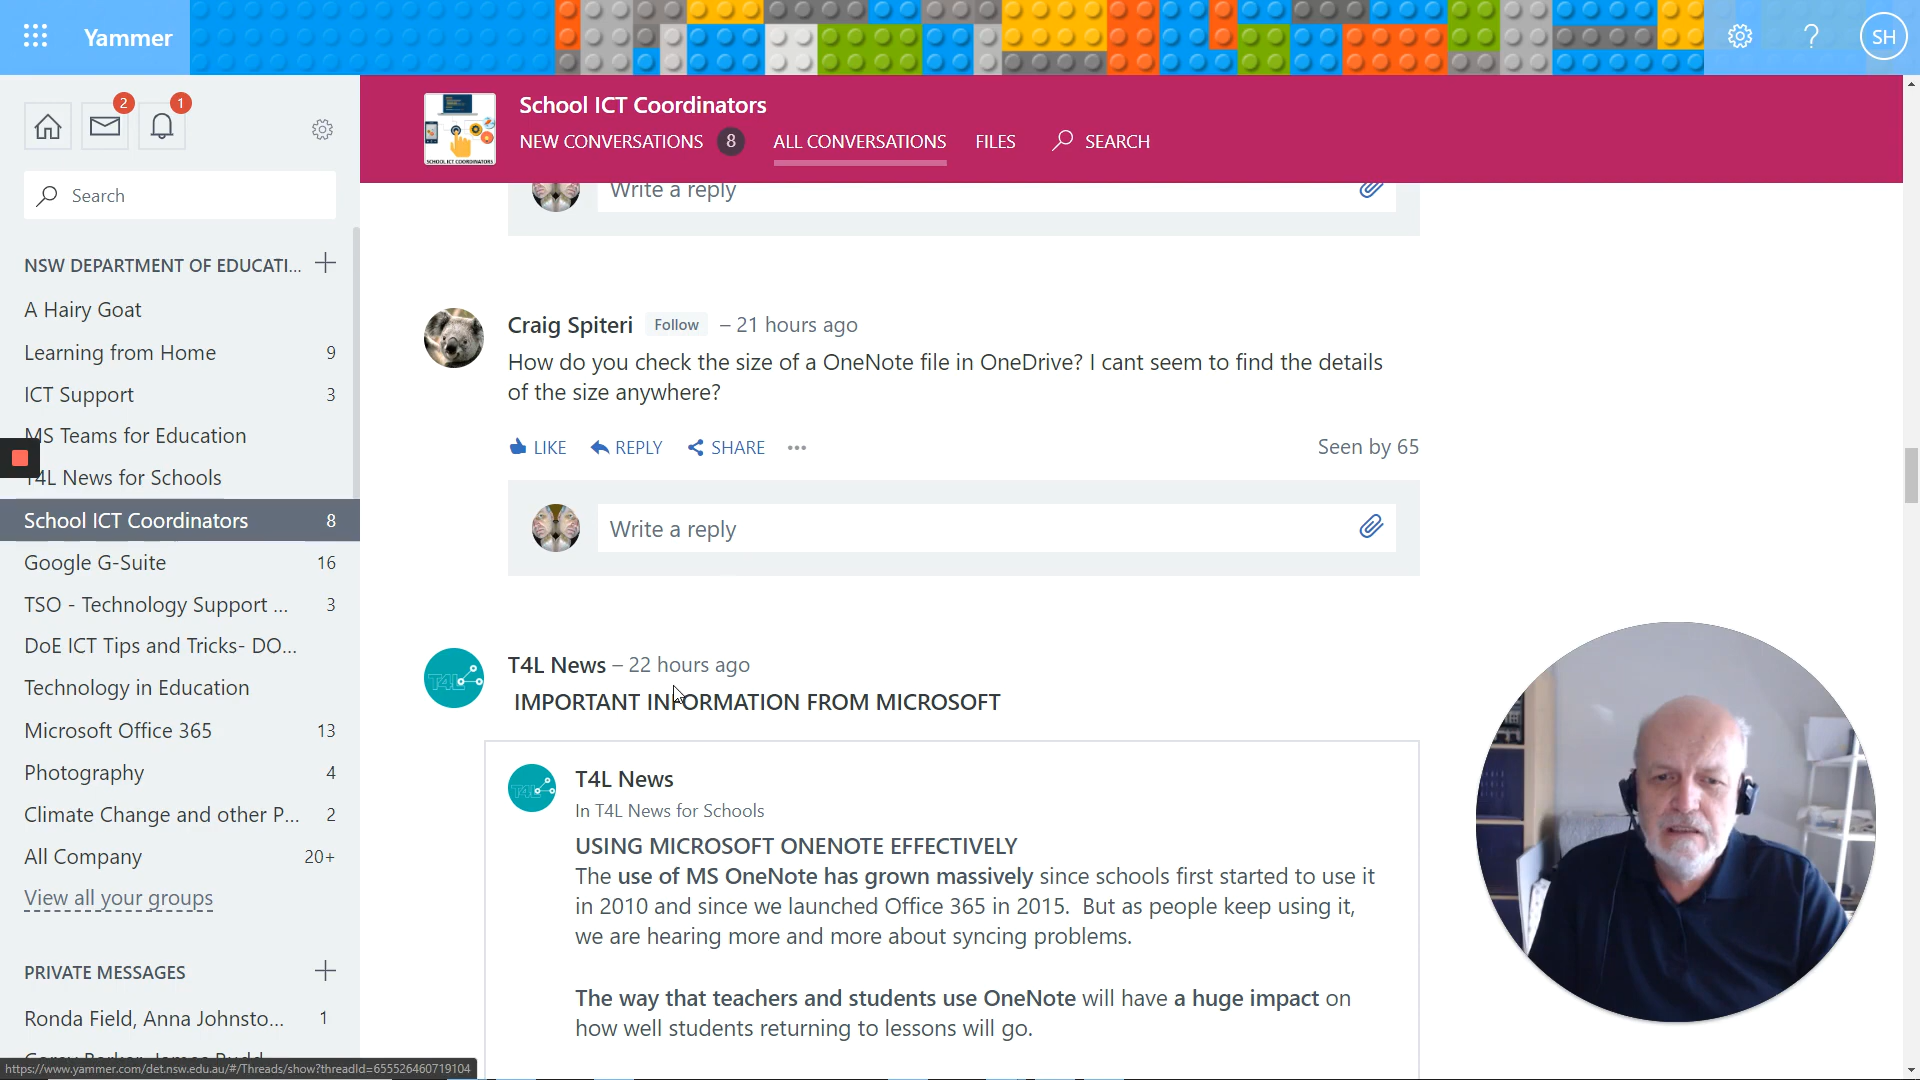 Yammer
SH
2
1
School ICT Coordinators
NEW CONVERSATIONS 8 ALL CONVERSATIONS FILES SEARCH
SCHOOL ICT COORDINATORS
Search
NSW DEPARTMENT OF EDUCATI...
A Hairy Goat
Learning from Home 9
ICT Support 3
MS Teams for Education
T4L News for Schools
School ICT Coordinators 8
Google G-Suite 16
TSO - Technology Support ... 3
DoE ICT Tips and Tricks- DO...
Technology in Education
Microsoft Office 365 13
Photography 4
Climate Change and other P... 2
All Company 20+
View all your groups
PRIVATE MESSAGES
Ronda Field, Anna Johnsto... 1
https://www.yammer.com/det.nsw.edu.au/#/Threads/show?threadId=655526460719104
Write a reply
Craig Spiteri Follow – 21 hours ago
How do you check the size of a OneNote file in OneDrive? I cant seem to find the details
of the size anywhere?
LIKE REPLY SHARE ... Seen by 65
Write a reply
T4L
T4L News – 22 hours ago
IMPORTANT INFORMATION FROM MICROSOFT
T4L
T4L News
In T4L News for Schools
USING MICROSOFT ONENOTE EFFECTIVELY
The use of MS OneNote has grown massively since schools first started to use it
in 2010 and since we launched Office 365 in 2015. But as people keep using it,
we are hearing more and more about syncing problems.
The way that teachers and students use OneNote will have a huge impact on
how well students returning to lessons will go.